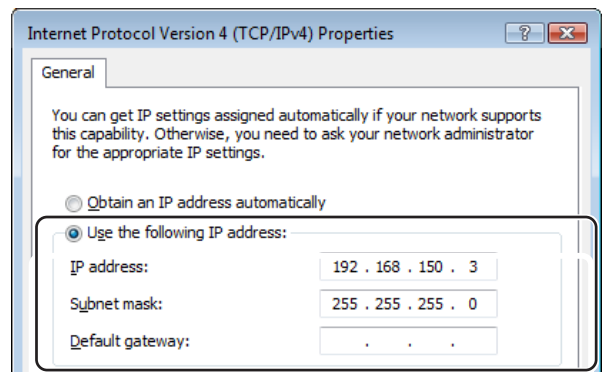 Internet Protocol Version 4 (TCP/IPv4) Properties
General
You can get IP settings assigned automatically if your network supports
this capability. Otherwise, you need to ask your network administrator
for the appropriate IP settings.
Obtain an IP address automatically
Use the following IP address:
IP address: 192 . 168 . 150 . 3
Subnet mask: 255 . 255 . 255 . 0
Default gateway: . . .